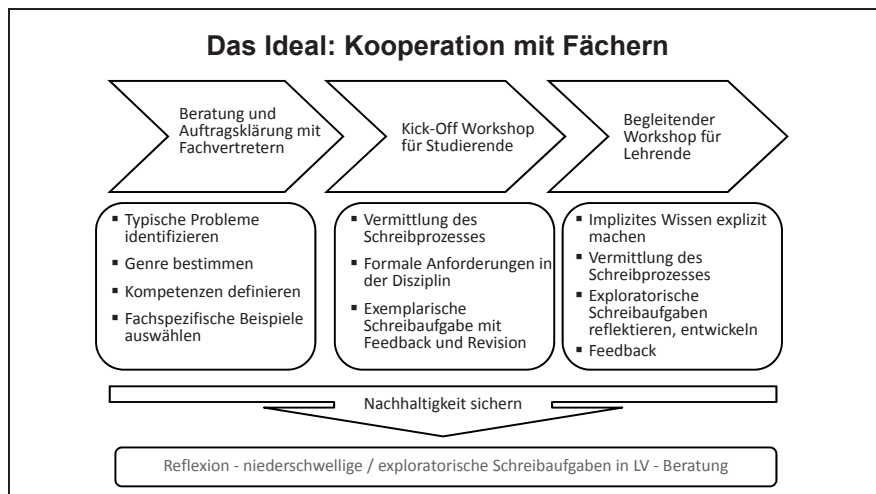 Das Ideal: Kooperation mit Fächern
Beratung und
Auftragsklärung mit
Fachvertretern
Kick-Off Workshop
für Studierende
Begleitender
Workshop für
Lehrende
▪ Typische Probleme
identifizieren
▪ Genre bestimmen
▪ Kompetenzen definieren
▪ Fachspezifische Beispiele
auswählen
▪ Vermittlung des
Schreibprozesses
▪ Formale Anforderungen in
der Disziplin
▪ Exemplarische
Schreibaufgabe mit
Feedback und Revision
▪ Implizites Wissen explizit
machen
▪ Vermittlung des
Schreibprozesses
▪ Exploratorische
Schreibaufgaben
reflektieren, entwickeln
▪ Feedback
Nachhaltigkeit sichern
Reflexion - niederschwellige / exploratorische Schreibaufgaben in LV - Beratung